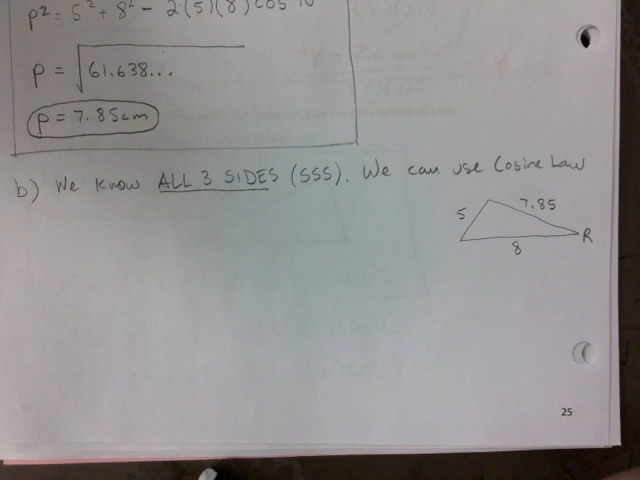 p² = 5² + 8² - 2(5)(8)cos 70
p = √61.638...
p = 7.85cm
b) We know ALL 3 SIDES (SSS). We can use Cosine Law
7.85
5
R
8
25